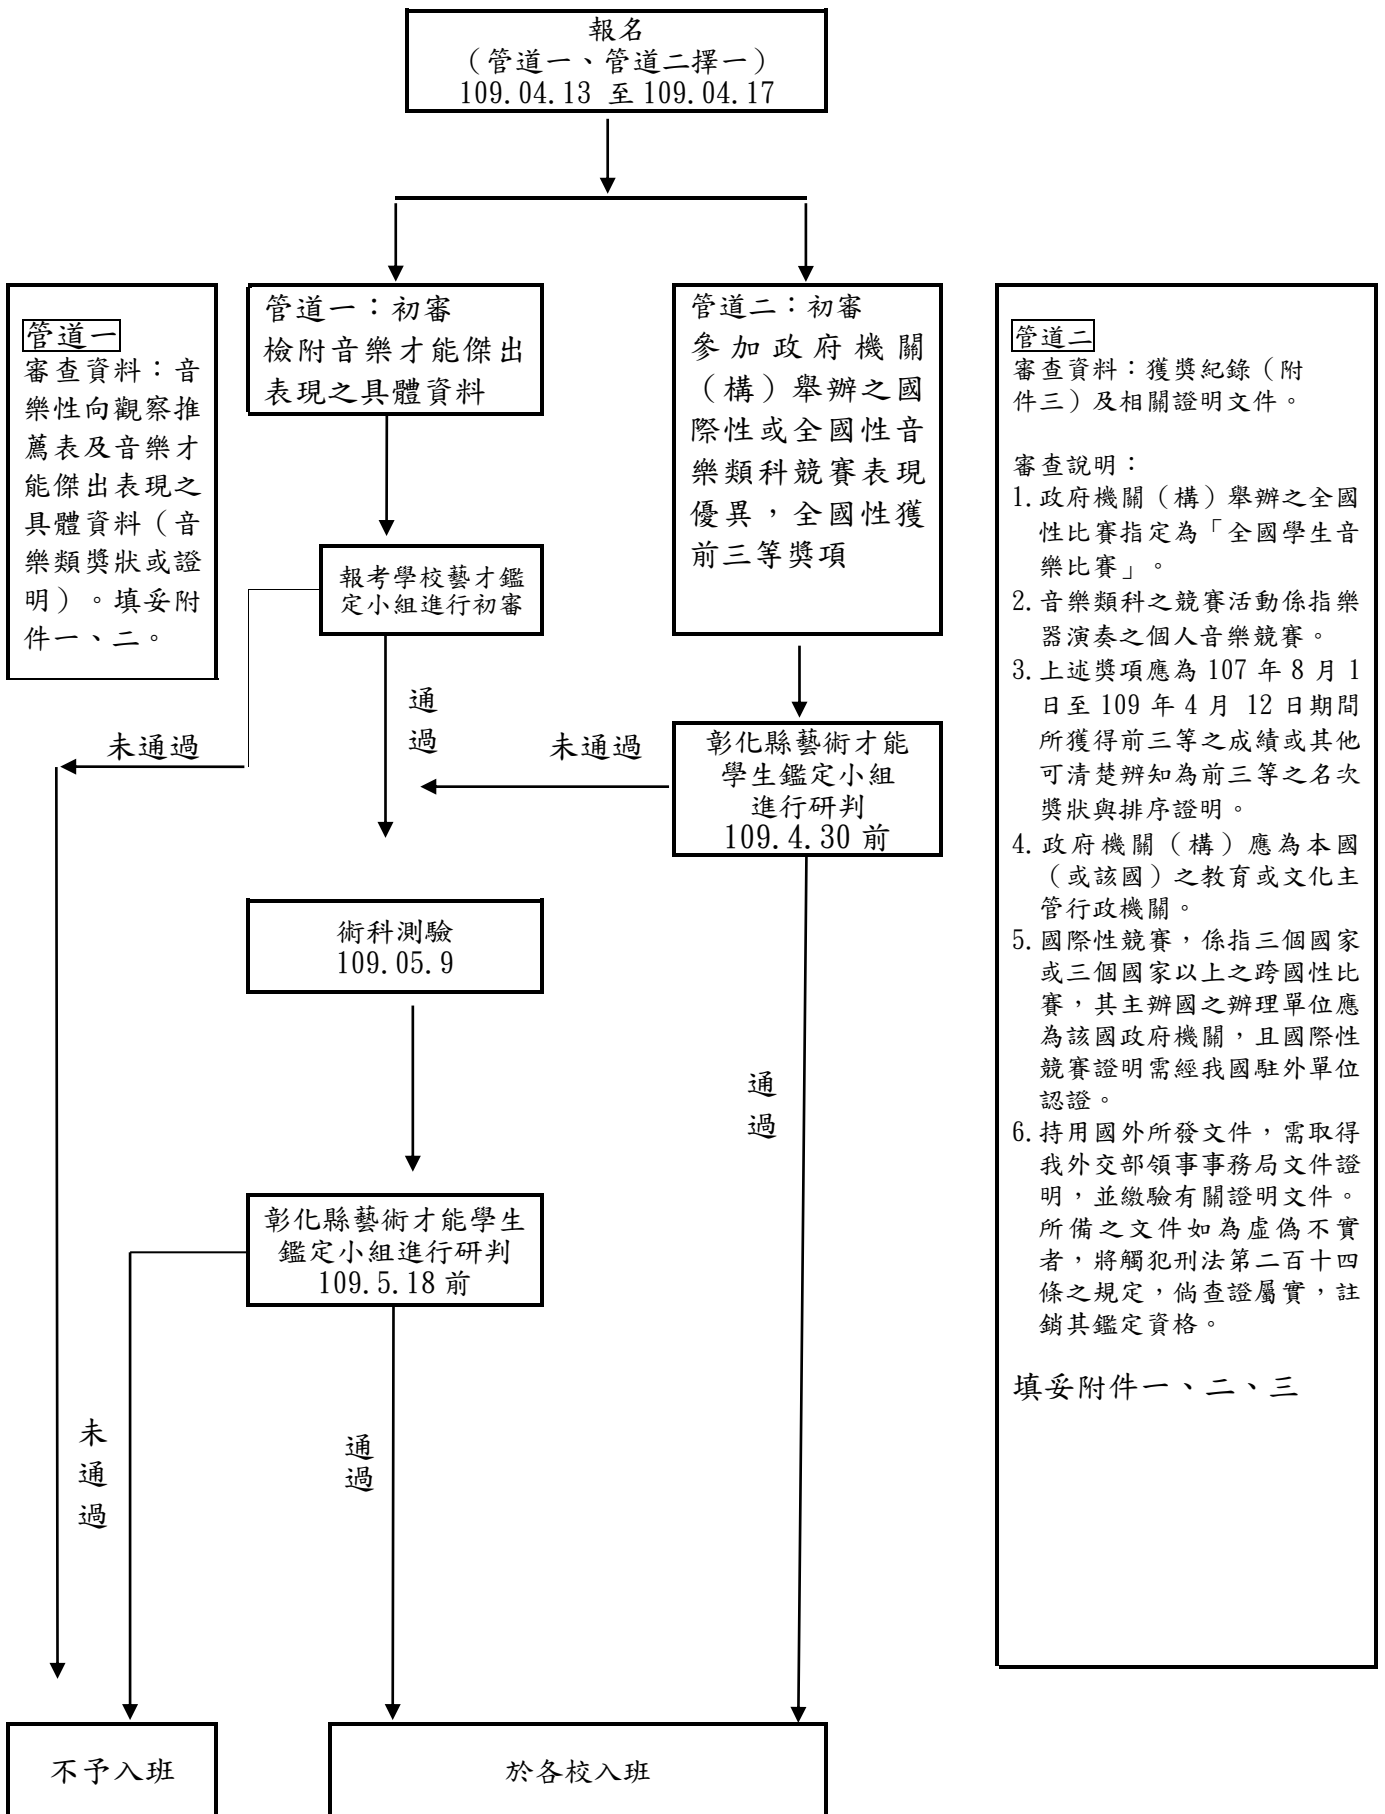 報名
（管道一、管道二擇一）
109.04.13 至 109.04.17
管道一
審查資料：音
樂性向觀察推
薦表及音樂才
能傑出表現之
具體資料（音
樂類獎狀或證
明）。填妥附
件一、二。
管道一：初審
檢附音樂才能傑出
表現之具體資料
管道二：初審
參加政府機關
（構）舉辦之國
際性或全國性音
樂類科競賽表現
優異，全國性獲
前三等獎項
報考學校藝才鑑
定小組進行初審
通
過
未通過
未通過
彰化縣藝術才能
學生鑑定小組
進行研判
109.4.30 前
術科測驗
109.05.9
通
過
彰化縣藝術才能學生
鑑定小組進行研判
109.5.18 前
未
通
過
通
過
不予入班
於各校入班
管道二
審查資料：獲獎紀錄（附
件三）及相關證明文件。
審查說明：
1.政府機關（構）舉辦之全國
性比賽指定為「全國學生音
樂比賽」。
2.音樂類科之競賽活動係指樂
器演奏之個人音樂競賽。
3.上述獎項應為 107 年 8 月 1
日至 109 年 4 月 12 日期間
所獲得前三等之成績或其他
可清楚辨知為前三等之名次
獎狀與排序證明。
4.政府機關（構）應為本國
（或該國）之教育或文化主
管行政機關。
5.國際性競賽，係指三個國家
或三個國家以上之跨國性比
賽，其主辦國之辦理單位應
為該國政府機關，且國際性
競賽證明需經我國駐外單位
認證。
6.持用國外所發文件，需取得
我外交部領事事務局文件證
明，並繳驗有關證明文件。
所備之文件如為虛偽不實
者，將觸犯刑法第二百十四
條之規定，倘查證屬實，註
銷其鑑定資格。
填妥附件一、二、三